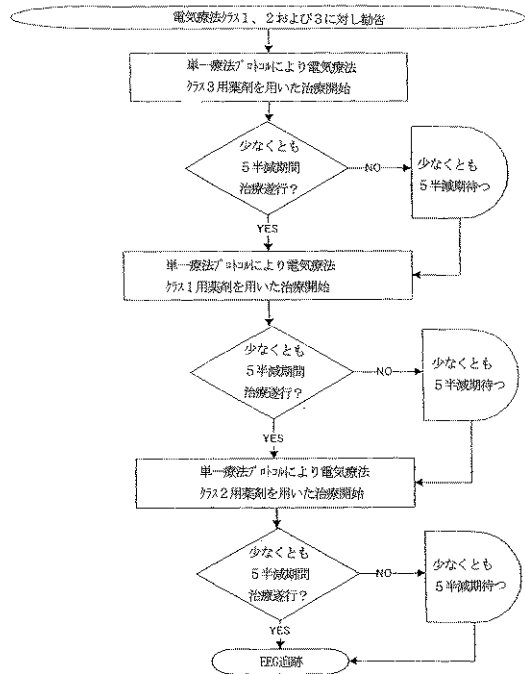 電気療法クラス1、2および3に対し勧告
単一療法プロトコルにより電気療法
クラス3用薬剤を用いた治療開始
少なくとも
5半減期間
治療遂行?
NO
少なくとも
5半減期待つ
YES
単一療法プロトコルにより電気療法
クラス1用薬剤を用いた治療開始
少なくとも
5半減期間
治療遂行?
NO
少なくとも
5半減期待つ
YES
単一療法プロトコルにより電気療法
クラス2用薬剤を用いた治療開始
少なくとも
5半減期間
治療遂行?
NO
少なくとも
5半減期待つ
YES
EEG追跡